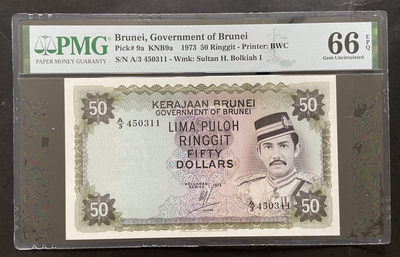 PMG
PAPER MONEY GUARANTY
Brunei, Government of Brunei
Pick# 9a KNB9a 1973 50 Ringgit - Printer: BWC
S/N A/3 450311 - Wmk: Sultan H. Bolkiah I
66 EPQ
Gem Uncirculated
50
KERAJAAN BRUNEI
GOVERNMENT OF BRUNEI
50
A/3 450311
LIMA PULOH
RINGGIT
FIFTY
DOLLARS
1973
A/3 450311
50
50